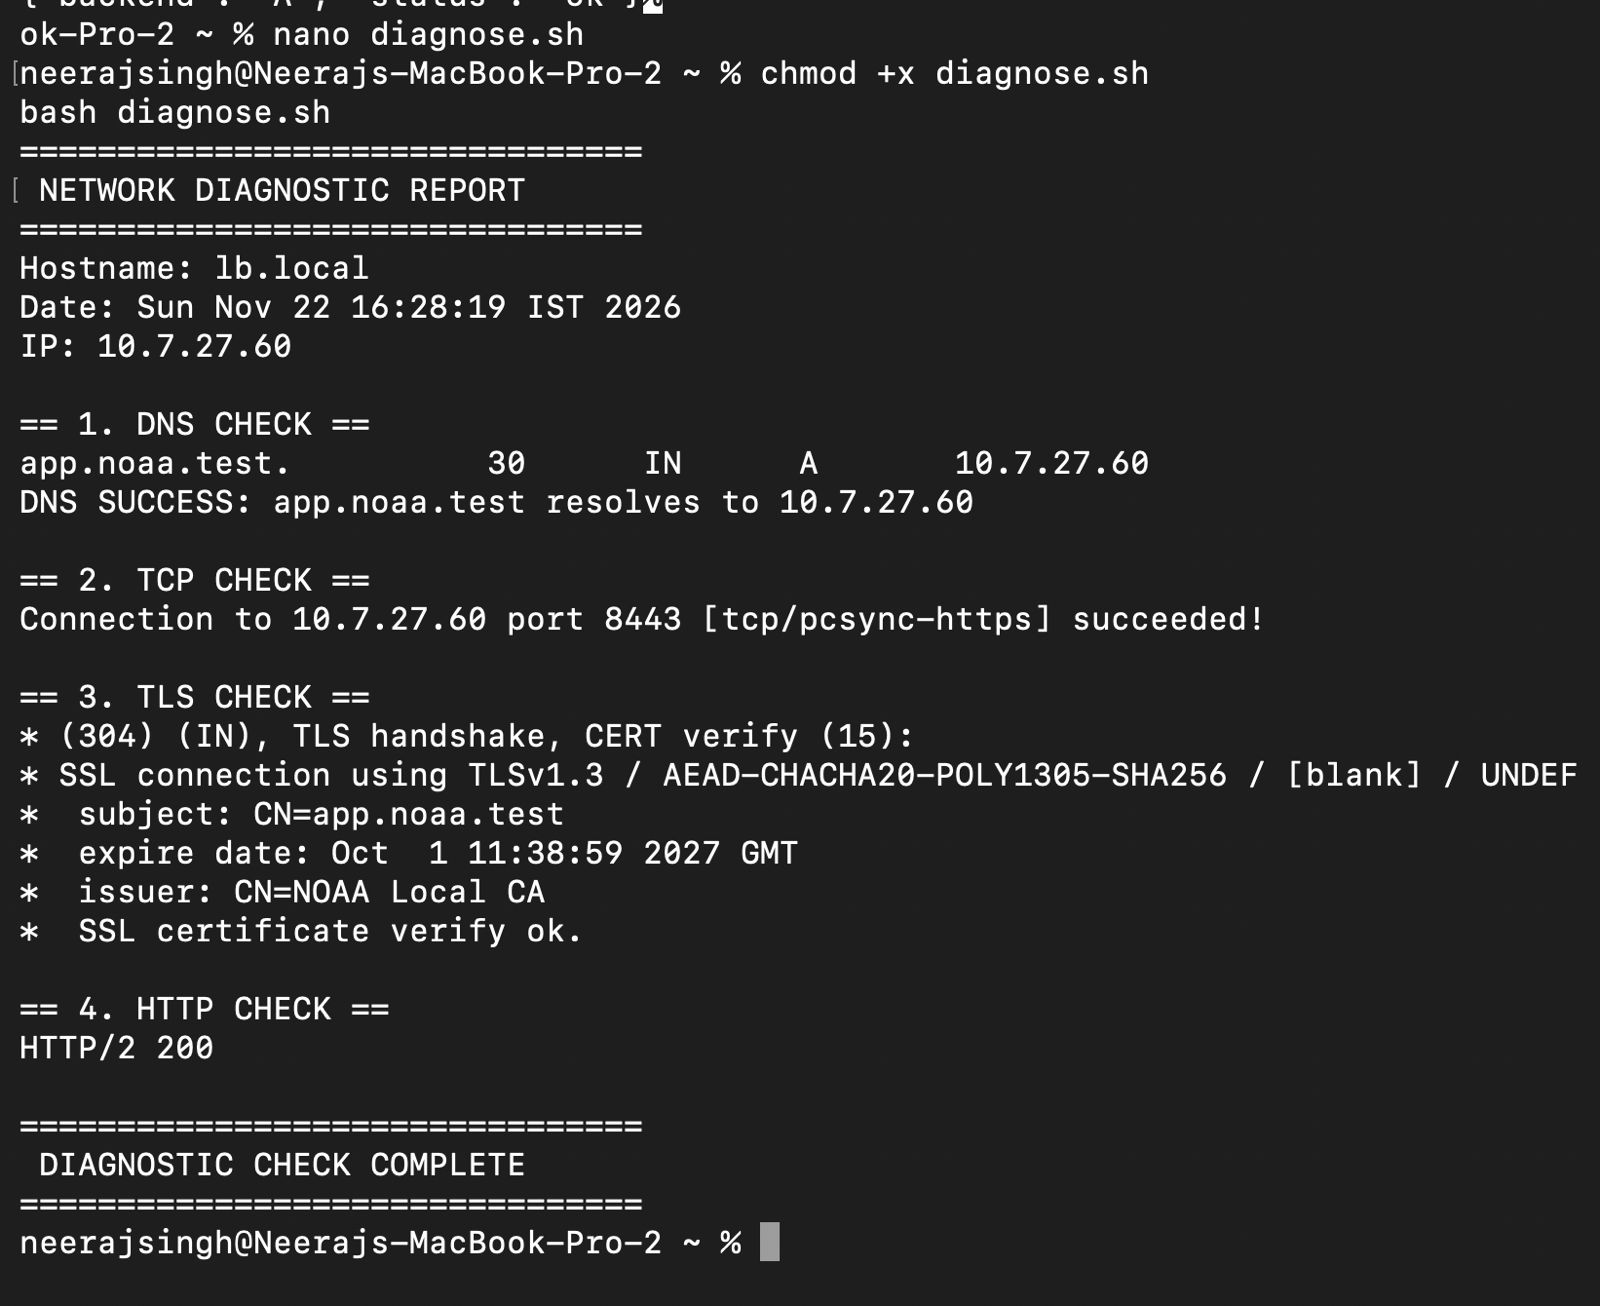 {"backend": "A", "status": "ok"}%
ok-Pro-2 ~ % nano diagnose.sh
[neerajsingh@Neerajs-MacBook-Pro-2 ~ % chmod +x diagnose.sh
bash diagnose.sh
================================
[ NETWORK DIAGNOSTIC REPORT
================================
Hostname: lb.local
Date: Sun Nov 22 16:28:19 IST 2026
IP: 10.7.27.60
== 1. DNS CHECK ==
app.noaa.test.          30      IN      A       10.7.27.60
DNS SUCCESS: app.noaa.test resolves to 10.7.27.60
== 2. TCP CHECK ==
Connection to 10.7.27.60 port 8443 [tcp/pcsync-https] succeeded!
== 3. TLS CHECK ==
* (304) (IN), TLS handshake, CERT verify (15):
* SSL connection using TLSv1.3 / AEAD-CHACHA20-POLY1305-SHA256 / [blank] / UNDEF
*  subject: CN=app.noaa.test
*  expire date: Oct  1 11:38:59 2027 GMT
*  issuer: CN=NOAA Local CA
*  SSL certificate verify ok.
== 4. HTTP CHECK ==
HTTP/2 200
================================
 DIAGNOSTIC CHECK COMPLETE
================================
neerajsingh@Neerajs-MacBook-Pro-2 ~ %